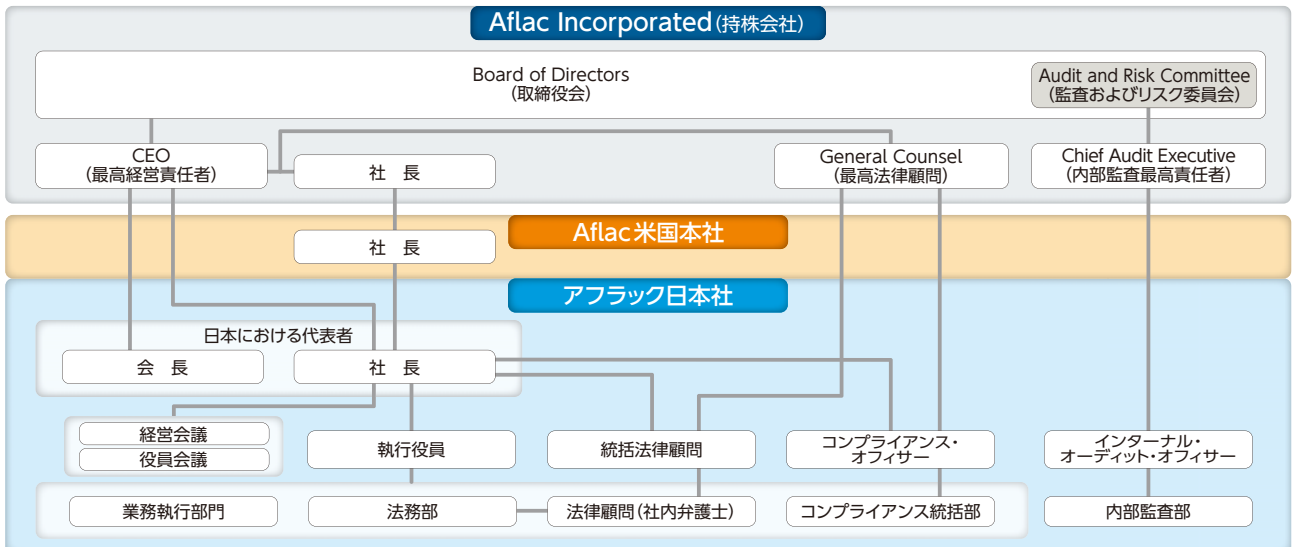 Aflac Incorporated(持株会社)
Board of Directors
(取締役会)
Audit and Risk Committee
(監査およびリスク委員会)
CEO
(最高経営責任者)
社 長
General Counsel
(最高法律顧問)
Chief Audit Executive
(内部監査最高責任者)
Aflac米国本社
社 長
アフラック日本社
日本における代表者
会 長
社 長
経営会議
役員会議
執行役員
統括法律顧問
コンプライアンス・
オフィサー
インターナル・
オーディット・オフィサー
業務執行部門
法務部
法律顧問(社内弁護士)
コンプライアンス統括部
内部監査部